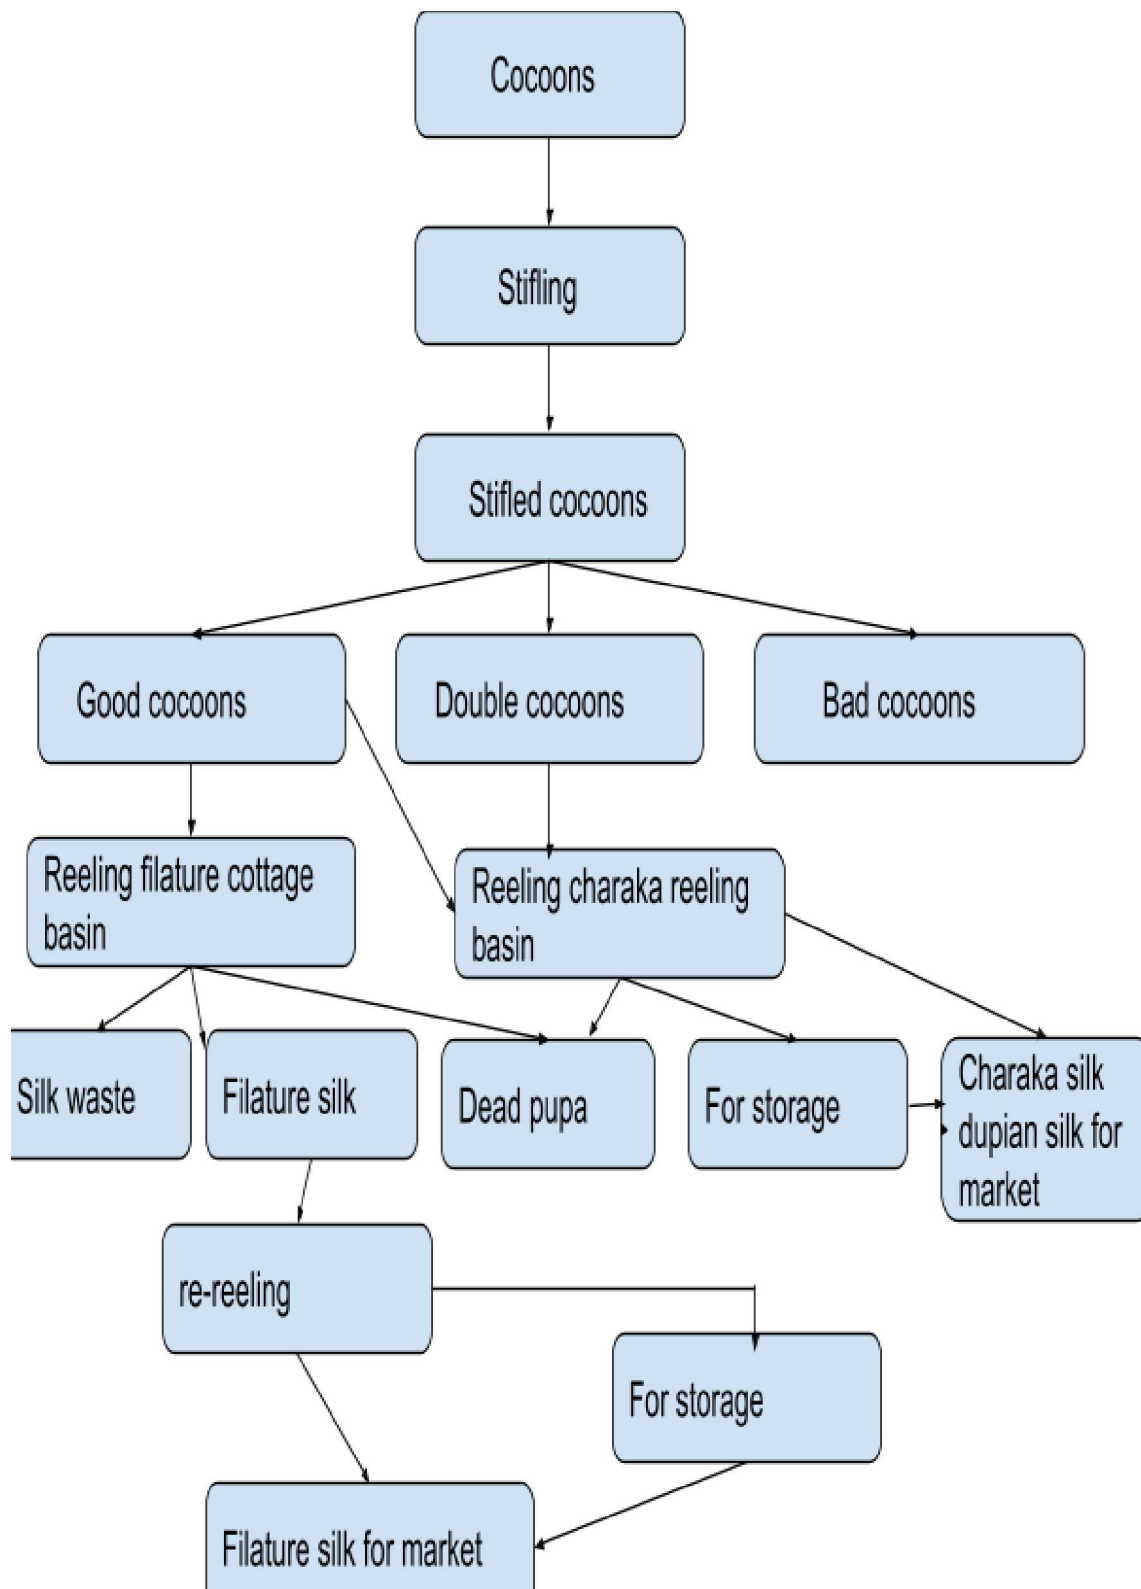 Cocoons
Stifling
Stifled cocoons
Good cocoons
Double cocoons
Bad cocoons
Reeling filature cottage
basin
Reeling charaka reeling
basin
Silk waste
Filature silk
Dead pupa
For storage
Charaka silk
dupian silk for
market
re-reeling
For storage
Filature silk for market